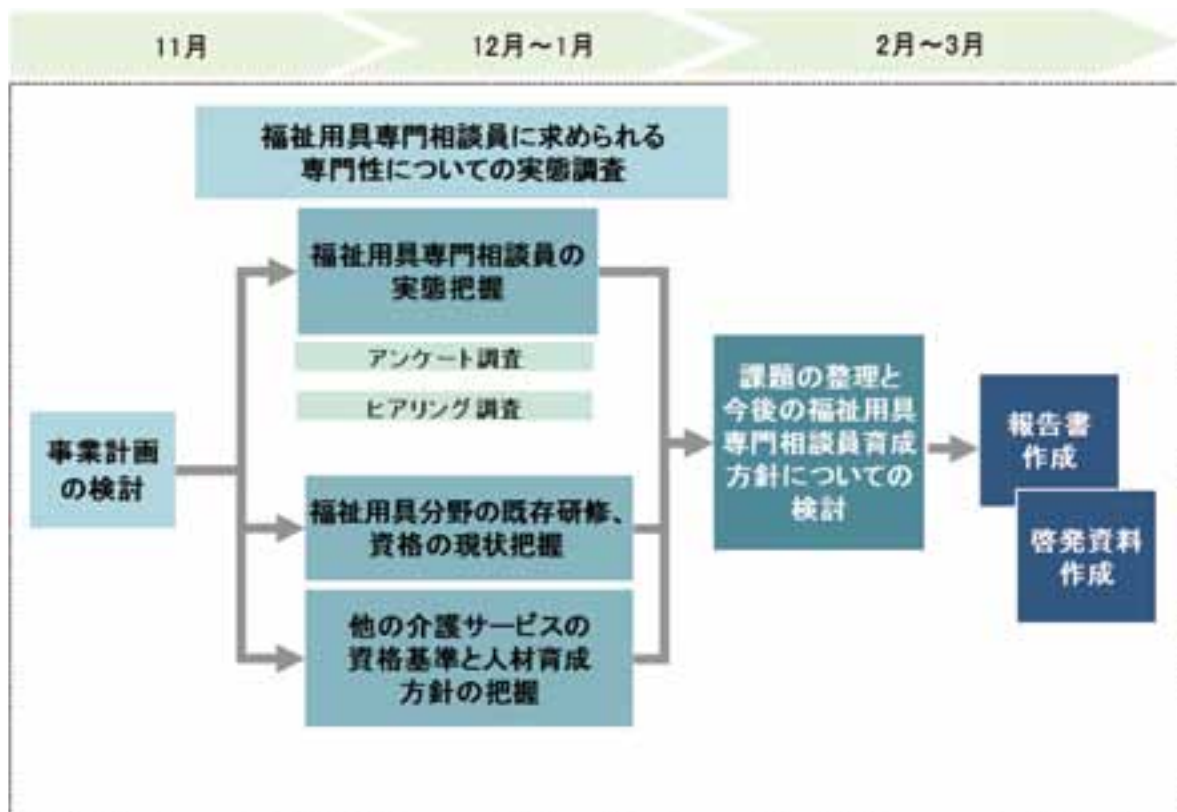 11月
12月～1月
2月～3月
福祉用具専門相談員に求められる
専門性についての実態調査
福祉用具専門相談員の
実態把握
アンケート調査
ヒアリング調査
事業計画
の検討
福祉用具分野の既存研修、
資格の現状把握
他の介護サービスの
資格基準と人材育成
方針の把握
課題の整理と
今後の福祉用具
専門相談員育成
方針についての
検討
報告書
作成
啓発資料
作成